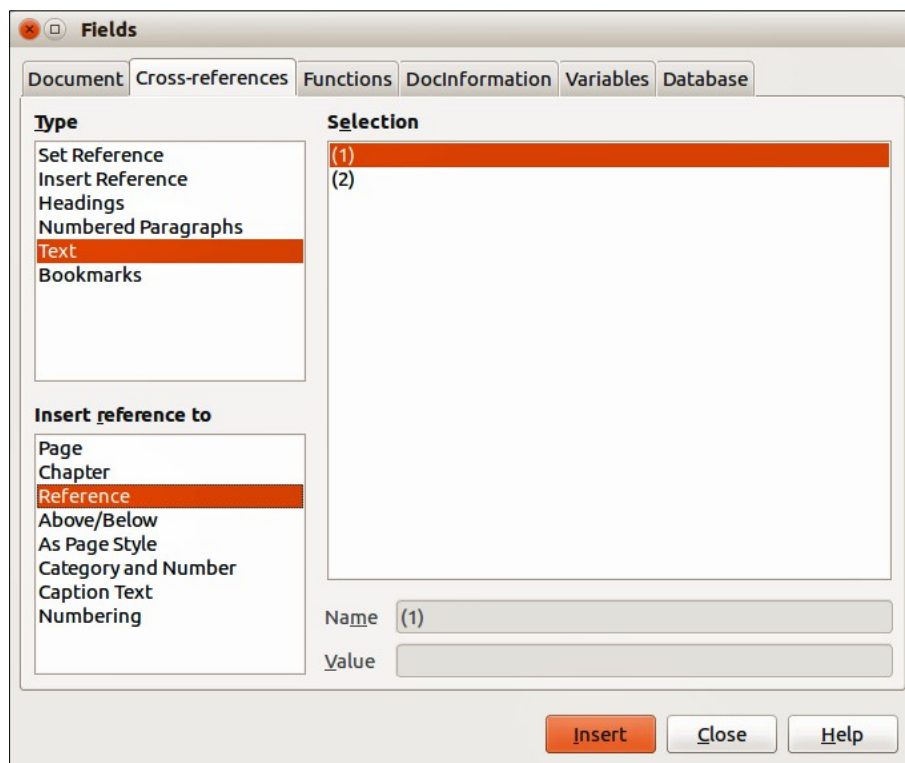 Fields
Document Cross-references Functions DocInformation Variables Database
Type
Set Reference
Insert Reference
Headings
Numbered Paragraphs
Text
Bookmarks
Selection
(1)
(2)
Insert reference to
Page
Chapter
Reference
Above/Below
As Page Style
Category and Number
Caption Text
Numbering
Name (1)
Value
Insert Close Help